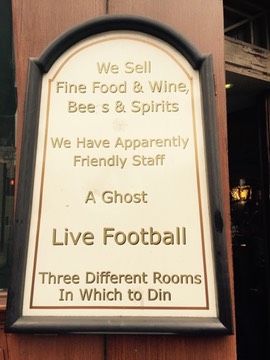 We Sell
Fine Food & Wine,
Bee s & Spirits
We Have Apparently
Friendly Staff
A Ghost
Live Football
Three Different Rooms
In Which to Din